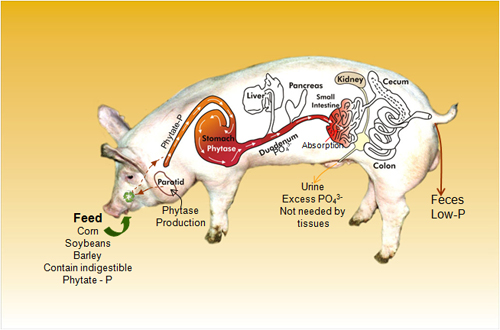 Kidney
Cecum
Pancreas
Liver
Small
Intestine
Phytate-P
Stomach
Phytase
Duodenum
PO₄
Absorption
Colon
Parotid
Phytase
Production
Feed
Corn
Soybeans
Barley
Contain indigestible
Phytate - P
Urine
Excess PO₄³⁻
Not needed by
tissues
Feces
Low-P